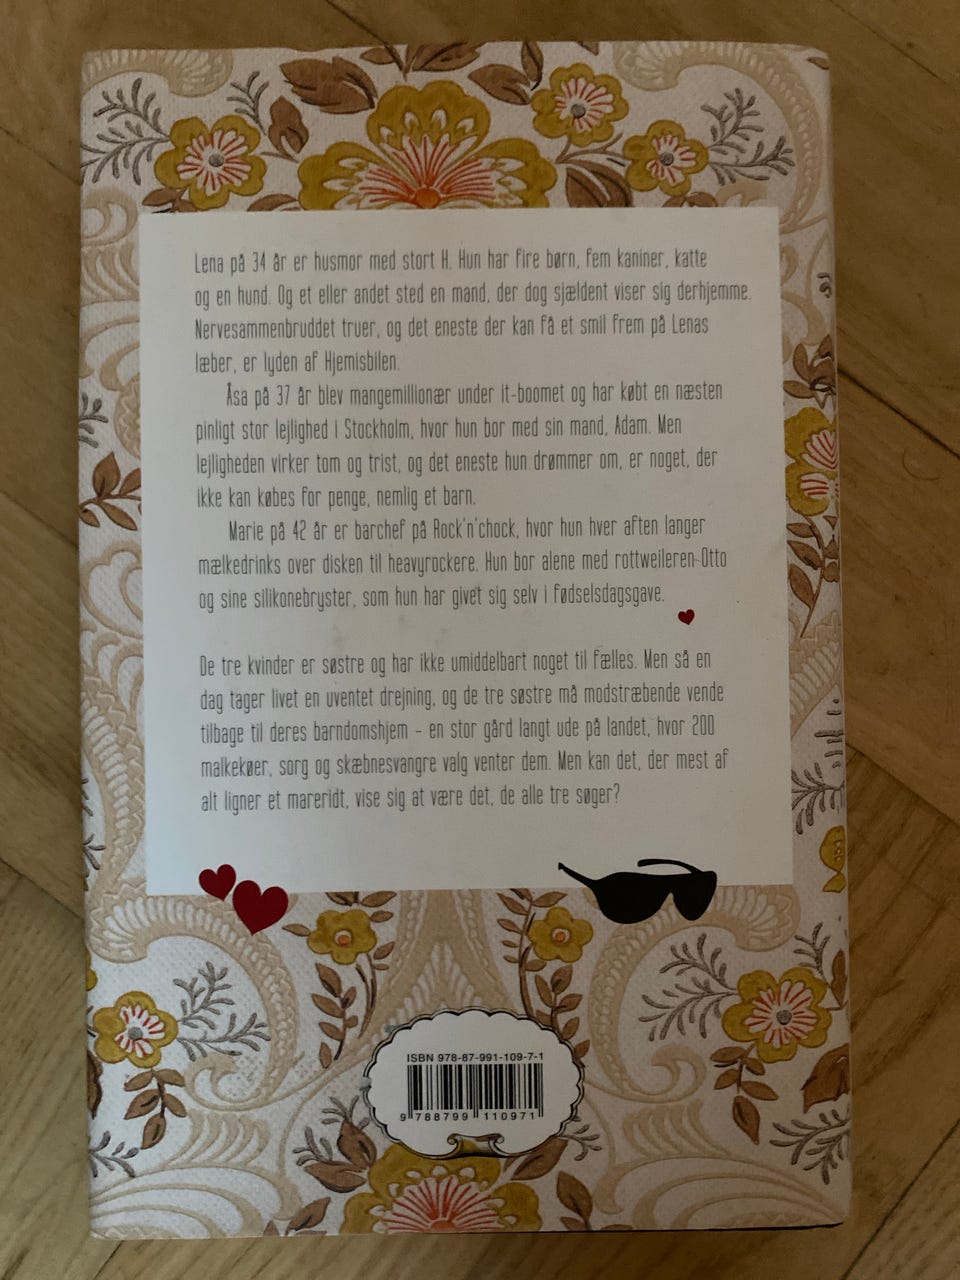 Lena på 34 år er husmor med stort H. Hun har fire børn, fem kaniner, katte
og en hund. Og et eller andet sted en mand, der dog sjældent viser sig derhjemme.
Nervesammenbruddet truer, og det eneste der kan få et smil frem på Lenas
læber, er lyden af Hjemisbilen.
Åsa på 37 år blev mangemillionær under it-boomet og har købt en næsten
pinligt stor lejlighed i Stockholm, hvor hun bor med sin mand, Adam. Men
lejligheden virker tom og trist, og det eneste hun drømmer om, er noget, der
ikke kan købes for penge, nemlig et barn.
Marie på 42 år er barchef på Rock'n'chock, hvor hun hver aften langer
mælkedrinks over disken til heavyrockere. Hun bor alene med rottweileren Otto
og sine silikonebryster, som hun har givet sig selv i fødselsdagsgave.
De tre kvinder er søstre og har ikke umiddelbart noget til fælles. Men så en
dag tager livet en uventet drejning, og de tre søstre må modstræbende vende
tilbage til deres barndomshjem – en stor gård langt ude på landet, hvor 200
malkekøer, sorg og skæbnesvangre valg venter dem. Men kan det, der mest af
alt ligner et mareridt, vise sig at være det, de alle tre søger?
ISBN 978-87-991-109-7-1
9 788799 110971